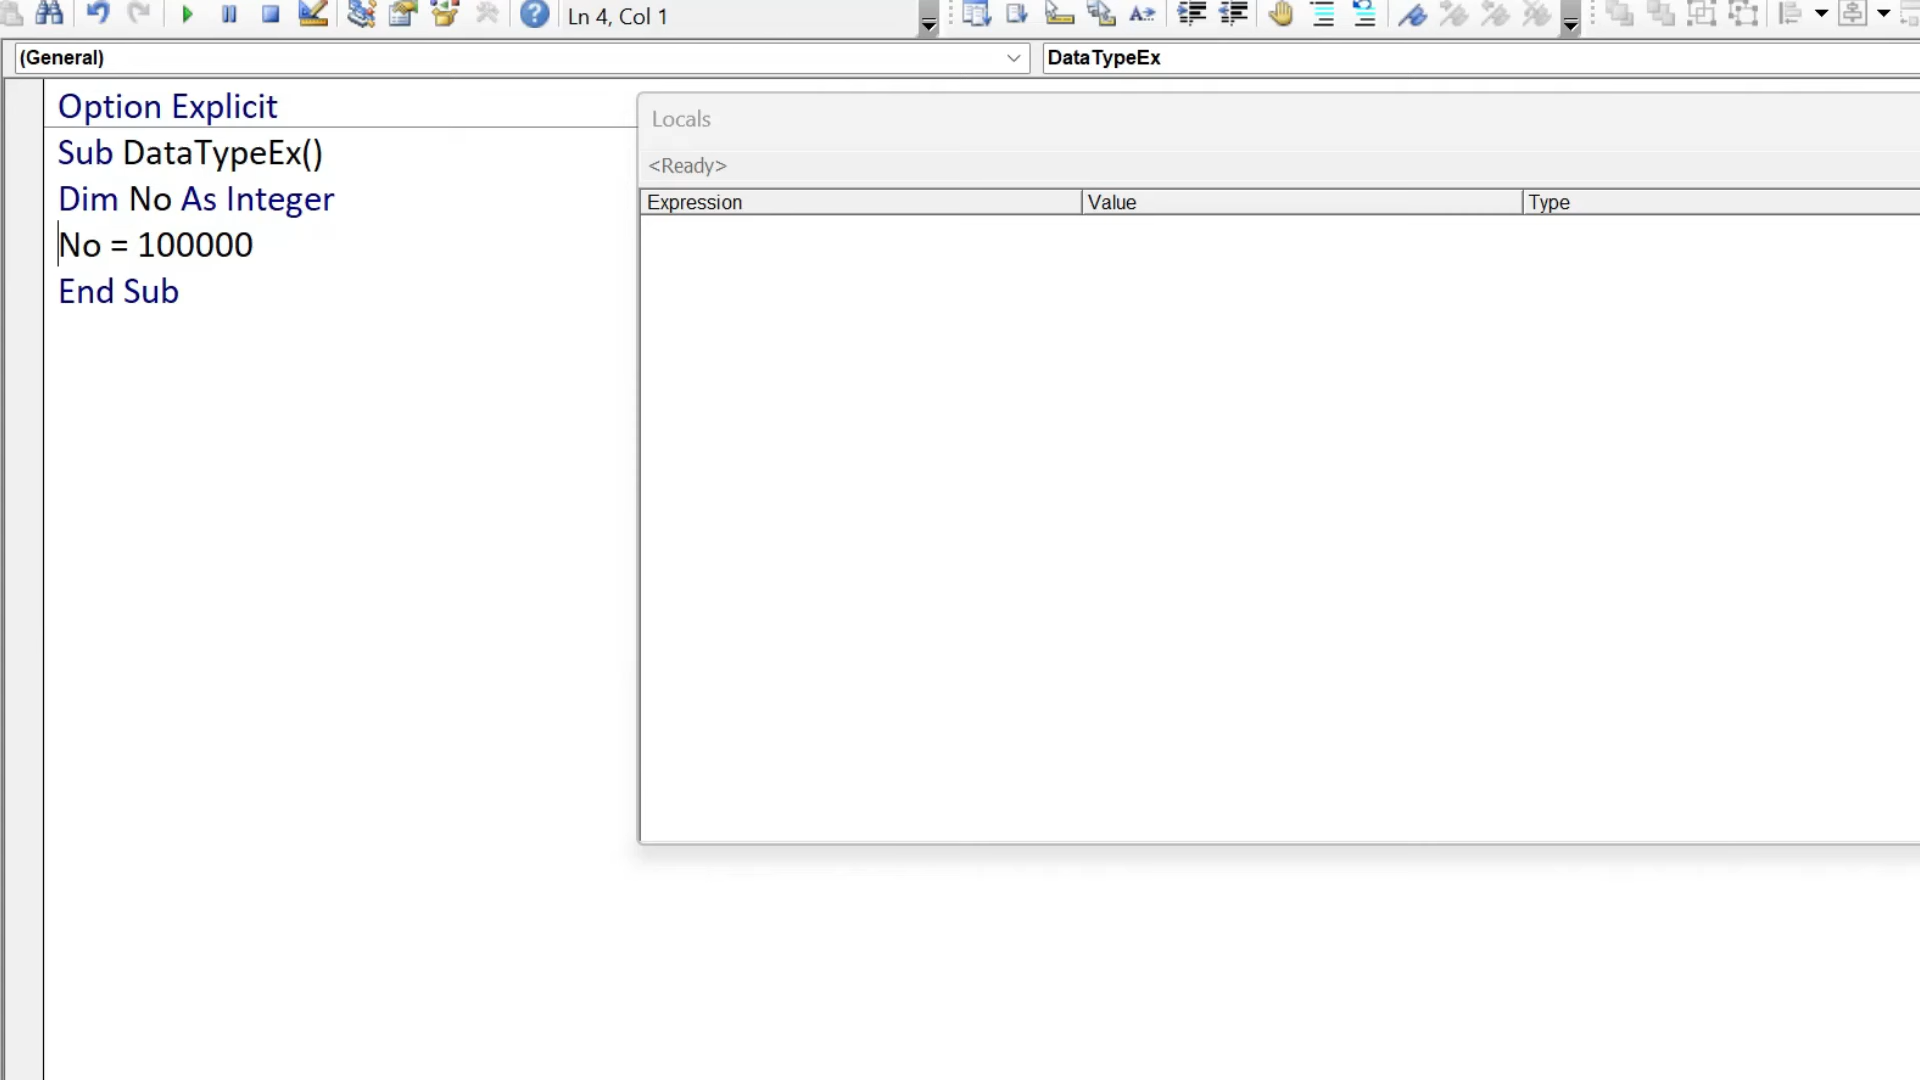 Ln 4, Col 1
(General)
DataTypeEx
Option Explicit
Sub DataTypeEx()
Dim No As Integer
No = 100000
End Sub
Locals
<Ready>
Expression
Value
Type